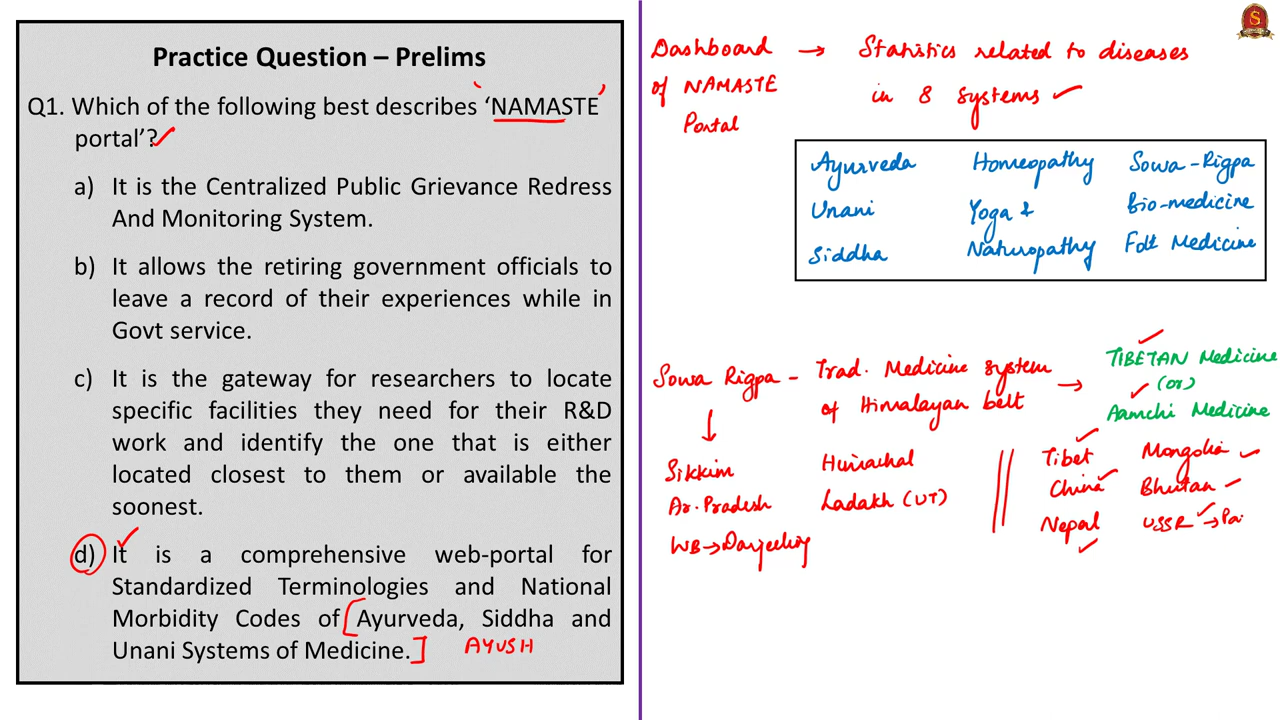 Practice Question – Prelims
Q1. Which of the following best describes ‘NAMASTE
portal’?
a) It is the Centralized Public Grievance Redress
And Monitoring System.
b) It allows the retiring government officials to
leave a record of their experiences while in
Govt service.
c) It is the gateway for researchers to locate
specific facilities they need for their R&D
work and identify the one that is either
located closest to them or available the
soonest.
d) It is a comprehensive web-portal for
Standardized Terminologies and National
Morbidity Codes of [Ayurveda, Siddha and
Unani Systems of Medicine.] AYUSH
Dashboard → Statistics related to diseases
of NAMASTE in 8 systems
Portal
Ayurveda Homeopathy Sowa-Rigpa
Unani Yoga & Bio-medicine
Siddha Naturopathy Folk Medicine
Sowa Rigpa - Trad. Medicine system →
of Himalayan belt
TIBETAN Medicine
(or)
Aamchi Medicine
Sikkim Himachal
Ar. Pradesh Ladakh (UT)
WB → Darjeeling
Tibet Mongolia
China Bhutan
Nepal USSR → Pa